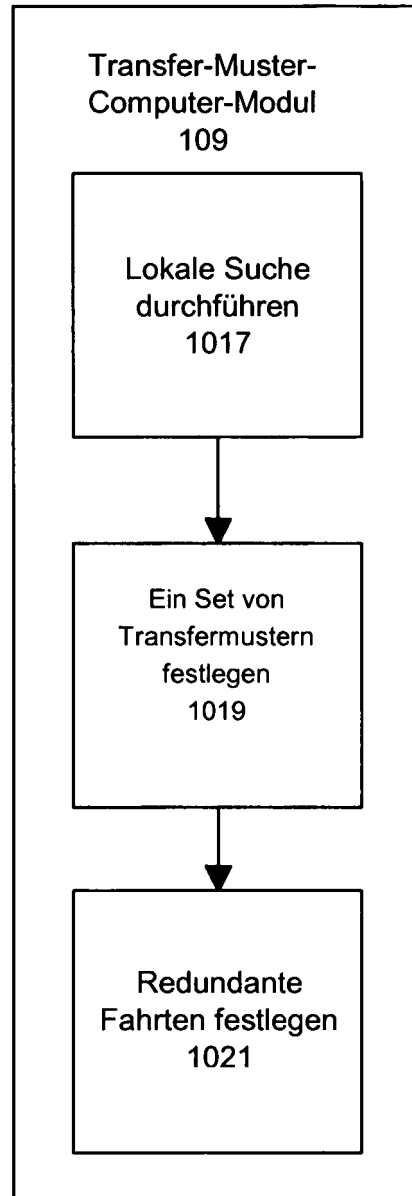 Transfer-Muster-
Computer-Modul
109
Lokale Suche
durchführen
1017
Ein Set von
Transfermustern
festlegen
1019
Redundante
Fahrten festlegen
1021